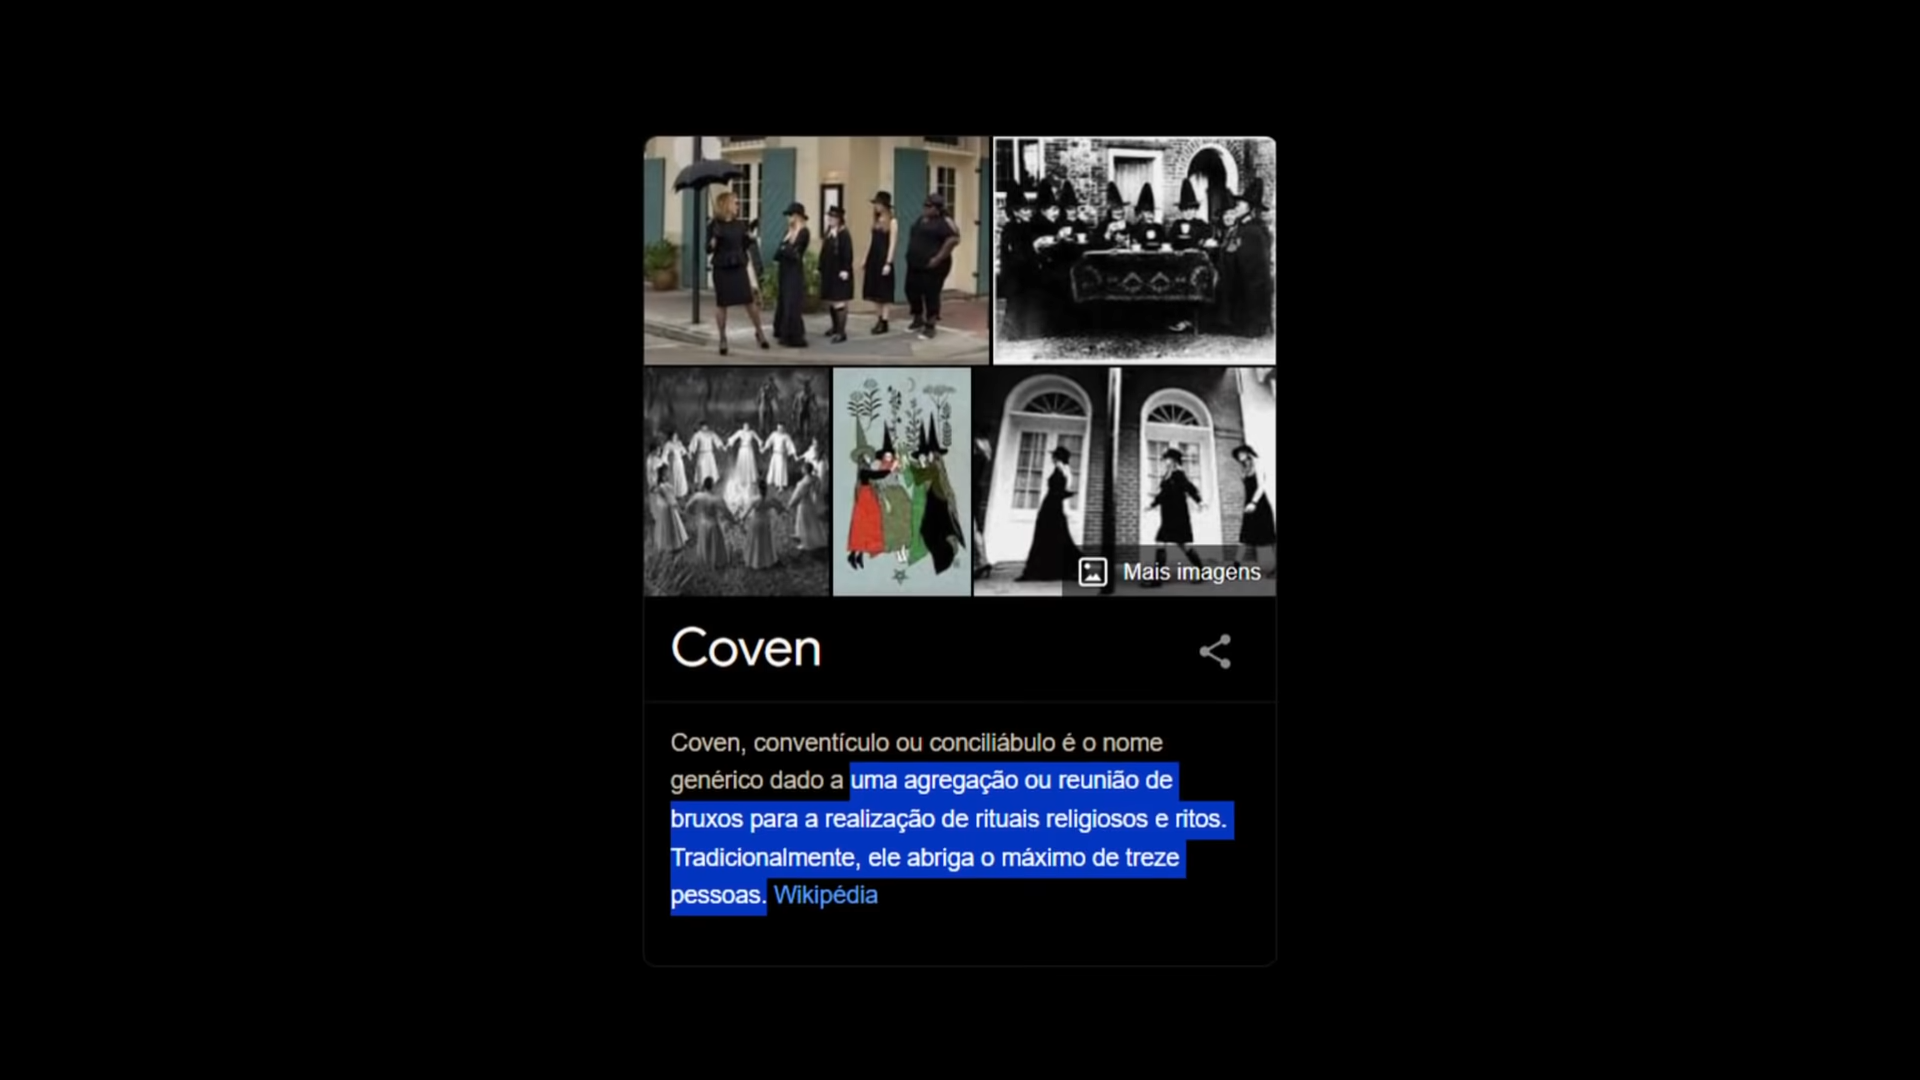 Mais imagens
Coven
Coven, conventículo ou conciliábulo é o nome
genérico dado a uma agregação ou reunião de
bruxos para a realização de rituais religiosos e ritos.
Tradicionalmente, ele abriga o máximo de treze
pessoas. Wikipédia